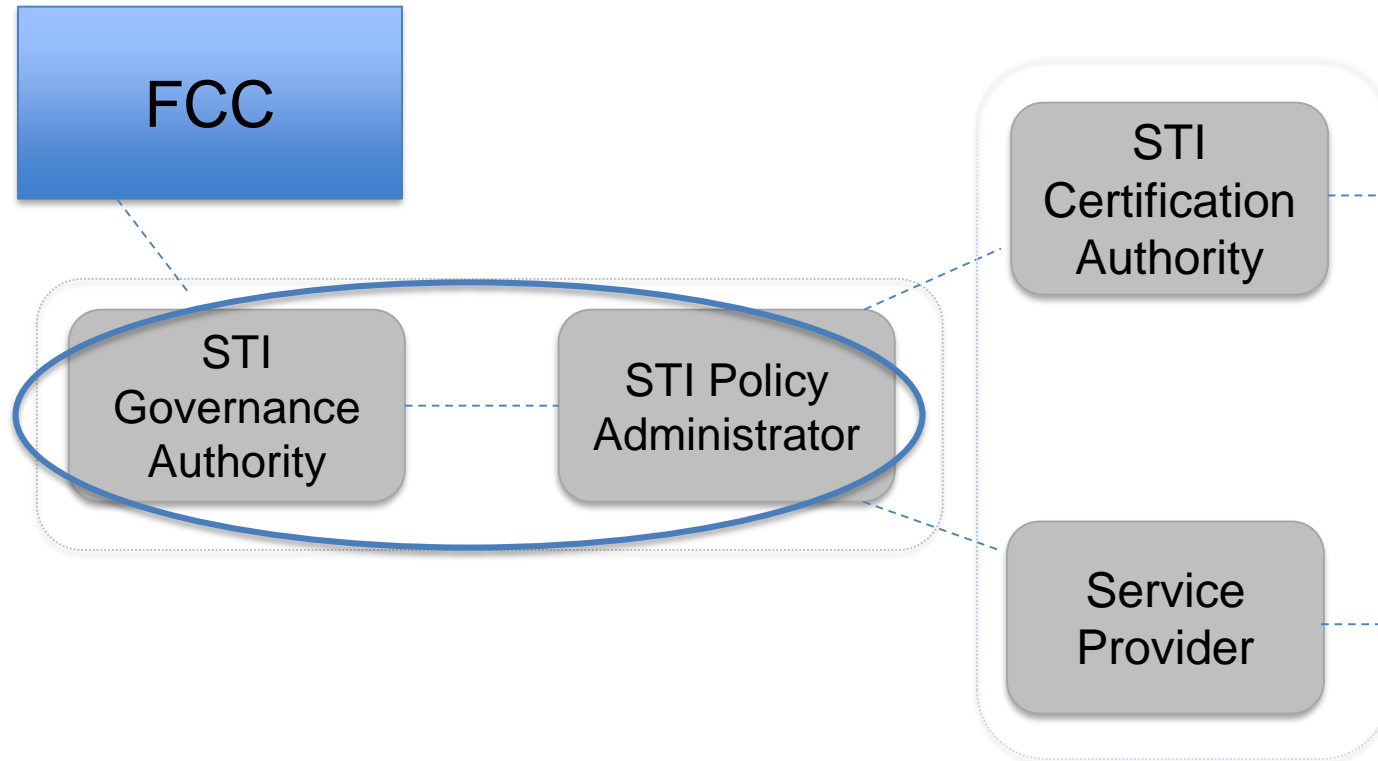 FCC
STI
Governance
Authority
STI Policy
Administrator
STI
Certification
Authority
Service
Provider